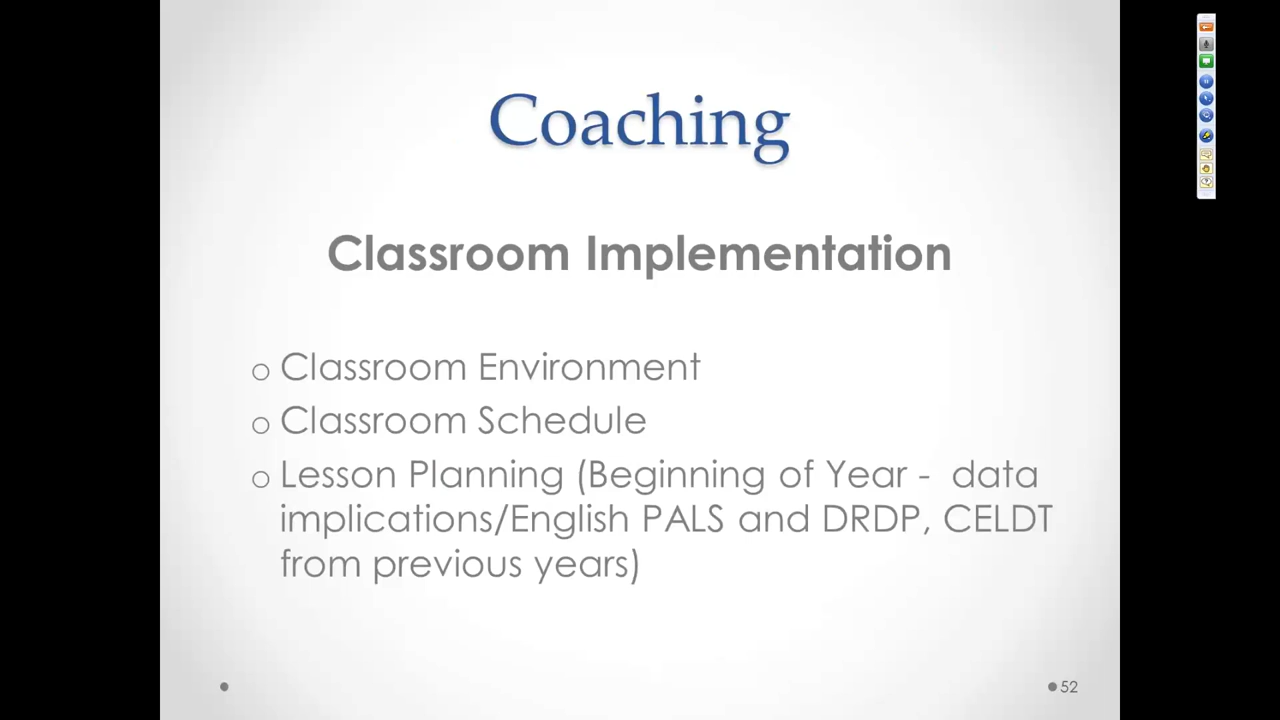 Coaching
Classroom Implementation
o Classroom Environment
o Classroom Schedule
o Lesson Planning (Beginning of Year - data
implications/English PALS and DRDP, CELDT
from previous years)
52